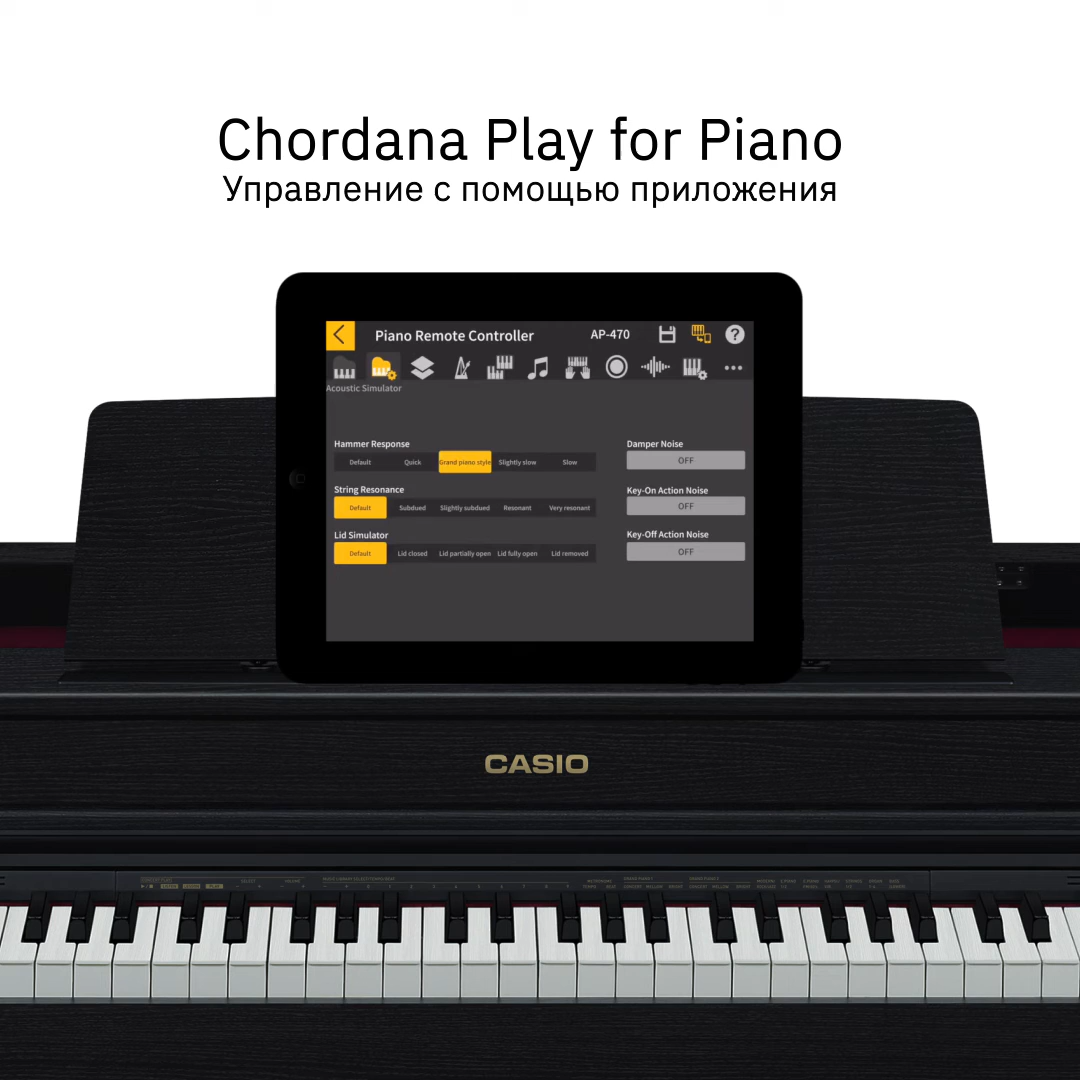 Chordana Play for Piano
Управление с помощью приложения
Piano Remote Controller AP-470 ?
Acoustic Simulator
Hammer Response
Default Quick Grand piano style Slightly slow Slow
Damper Noise
OFF
String Resonance
Default Subdued Slightly subdued Resonant Very resonant
Key-On Action Noise
OFF
Lid Simulator
Default Lid closed Lid partially open Lid fully open Lid removed
Key-Off Action Noise
OFF
CASIO